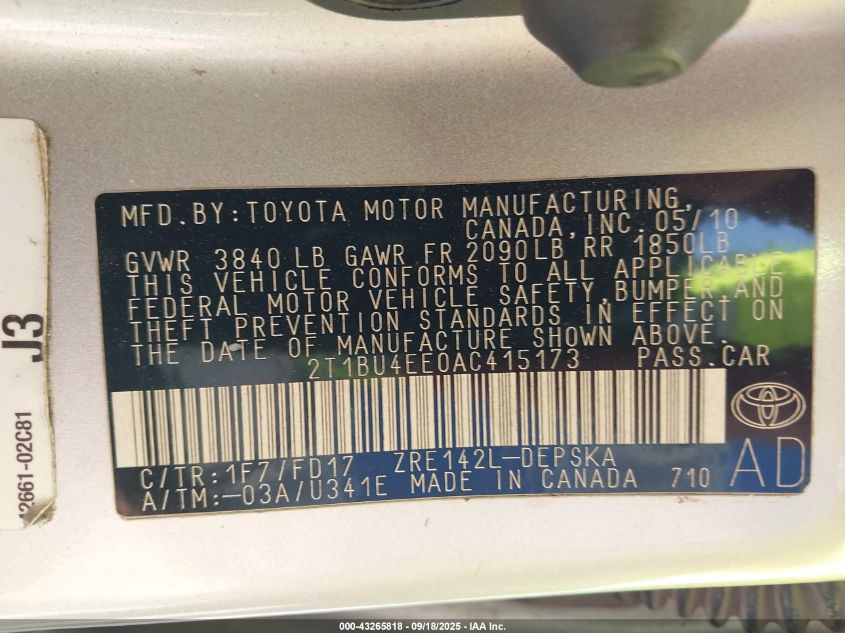 MFD.BY:TOYOTA MOTOR MANUFACTURING,
CANADA, INC. 05/10
GVWR 3840 LB GAWR FR 2090LB RR 1850LB
THIS VEHICLE CONFORMS TO ALL APPLICABLE
FEDERAL MOTOR VEHICLE SAFETY,BUMPER,AND
THEFT PREVENTION STANDARDS IN EFFECT ON
THE DATE OF MANUFACTURE SHOWN ABOVE.
2T1BU4EE0AC415173 PASS.CAR
C/TR:1F7/FD17 ZRE142L-DEPSKA
A/TM:-03A/U341E MADE IN CANADA 710
AD
J3
42661-02C81
000-43265818 - 09/18/2025 - IAA Inc.